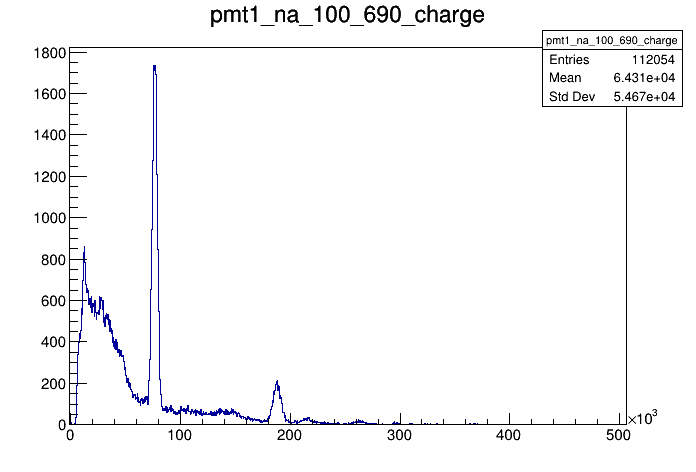 pmt1_na_100_690_charge
pmt1_na_100_690_charge
Entries 112054
Mean 6.431e+04
Std Dev 5.467e+04
1800
1600
1400
1200
1000
800
600
400
200
0
0 100 200 300 400 500
×10³